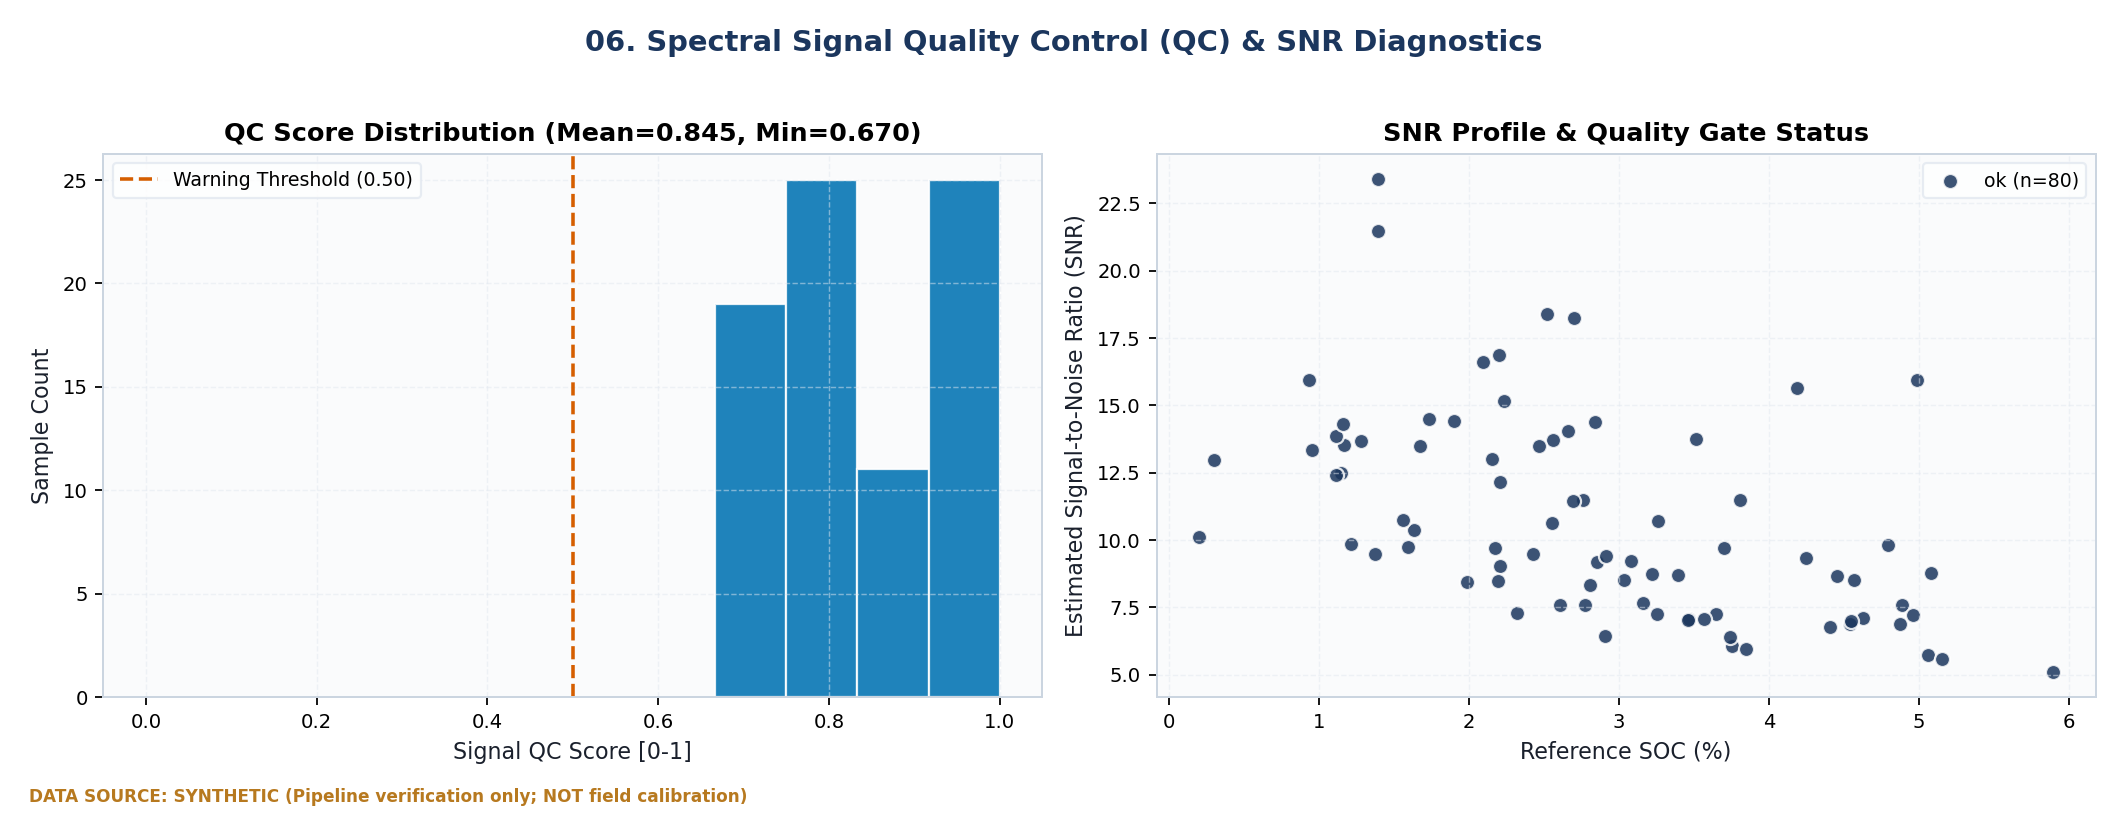 06. Spectral Signal Quality Control (QC) & SNR Diagnostics
QC Score Distribution (Mean=0.845, Min=0.670)
Warning Threshold (0.50)
25
20
15
10
5
0
Sample Count
0.0 0.2 0.4 0.6 0.8 1.0
Signal QC Score [0-1]
SNR Profile & Quality Gate Status
ok (n=80)
22.5
20.0
17.5
15.0
12.5
10.0
7.5
5.0
Estimated Signal-to-Noise Ratio (SNR)
0 1 2 3 4 5 6
Reference SOC (%)
DATA SOURCE: SYNTHETIC (Pipeline verification only; NOT field calibration)